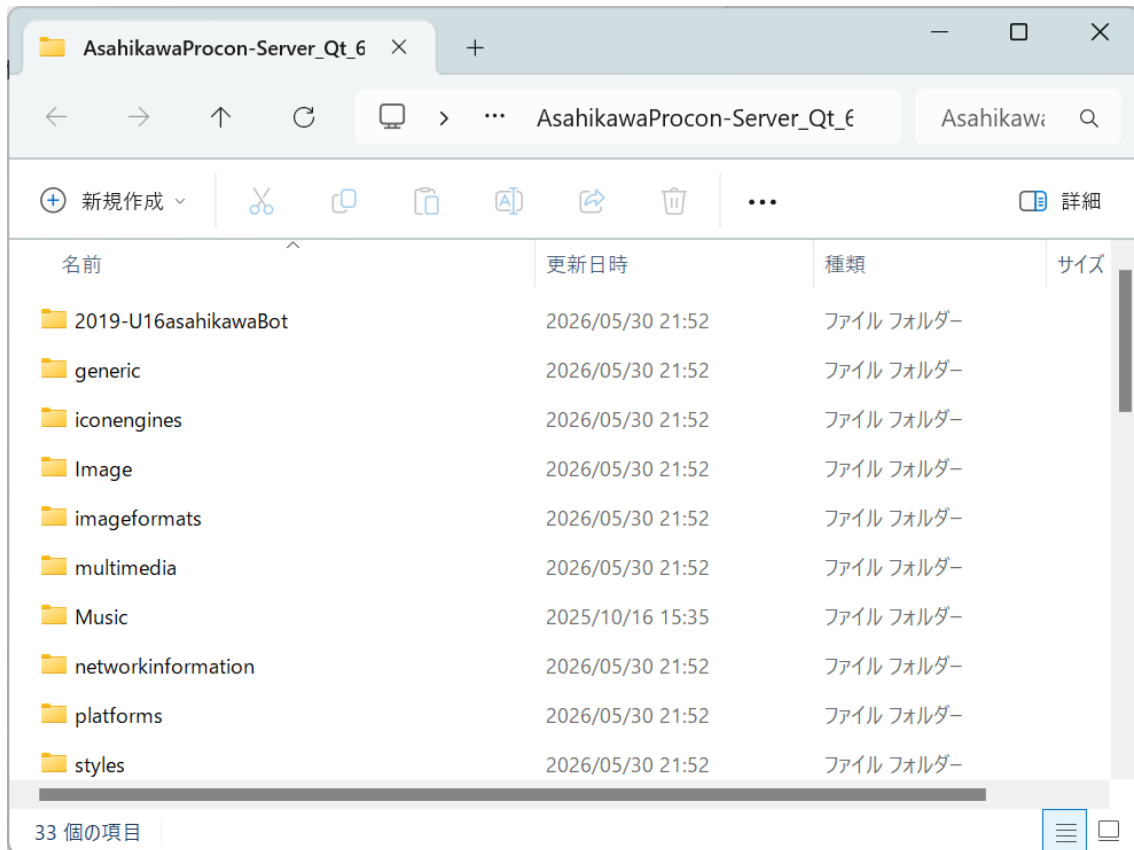 AsahikawaProcon-Server_Qt_6
AsahikawaProcon-Server_Qt_6 Asahikawa
新規作成 詳細
名前 更新日時 種類 サイズ
2019-U16asahikawaBot 2026/05/30 21:52 ファイル フォルダー
generic 2026/05/30 21:52 ファイル フォルダー
iconengines 2026/05/30 21:52 ファイル フォルダー
Image 2026/05/30 21:52 ファイル フォルダー
imageformats 2026/05/30 21:52 ファイル フォルダー
multimedia 2026/05/30 21:52 ファイル フォルダー
Music 2025/10/16 15:35 ファイル フォルダー
networkinformation 2026/05/30 21:52 ファイル フォルダー
platforms 2026/05/30 21:52 ファイル フォルダー
styles 2026/05/30 21:52 ファイル フォルダー
33 個の項目